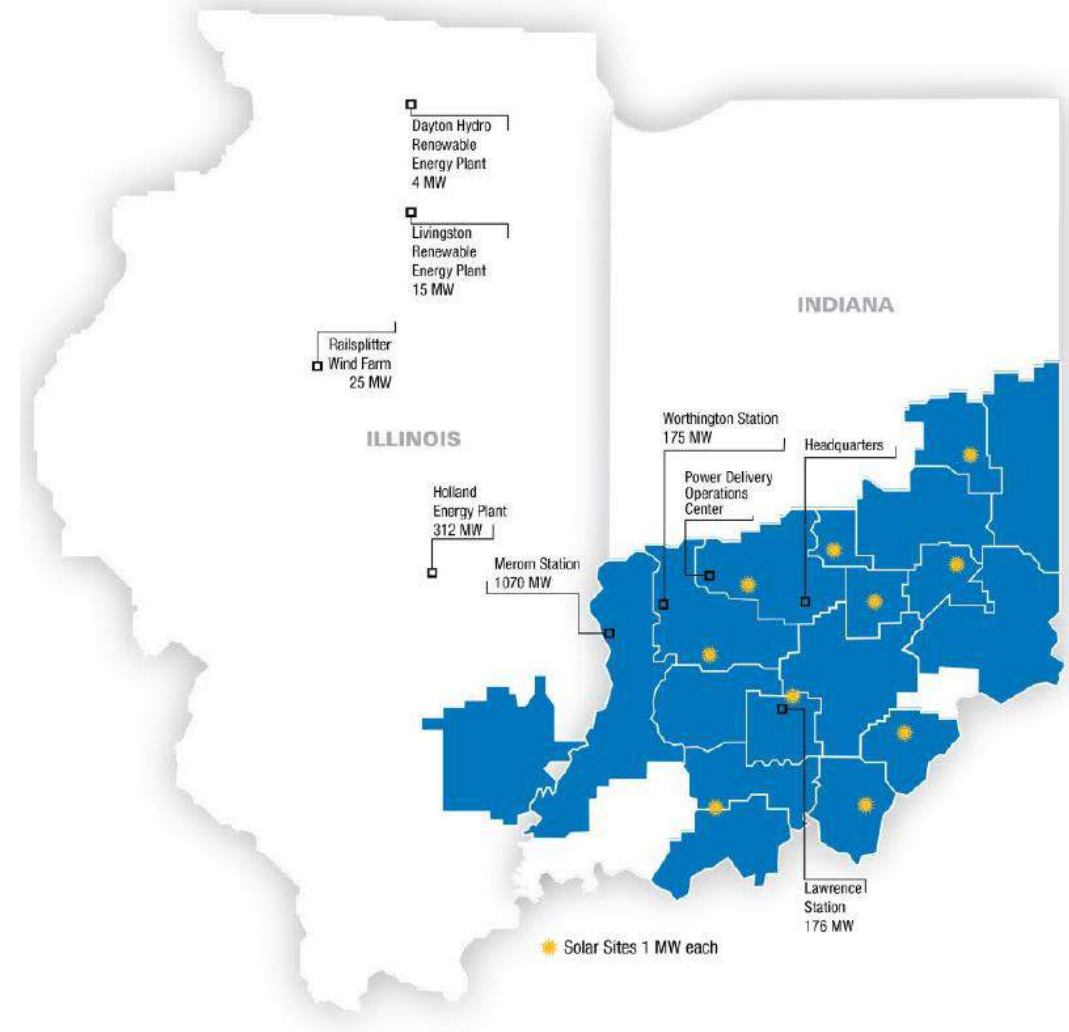 Dayton Hydro
Renewable
Energy Plant
4 MW
Livingston
Renewable
Energy Plant
15 MW
INDIANA
Railsplitter
Wind Farm
25 MW
ILLINOIS
Worthington Station
175 MW
Headquarters
Power Delivery
Operations
Center
Holland
Energy Plant
312 MW
Merom Station
1070 MW
Lawrence
Station
176 MW
Solar Sites 1 MW each